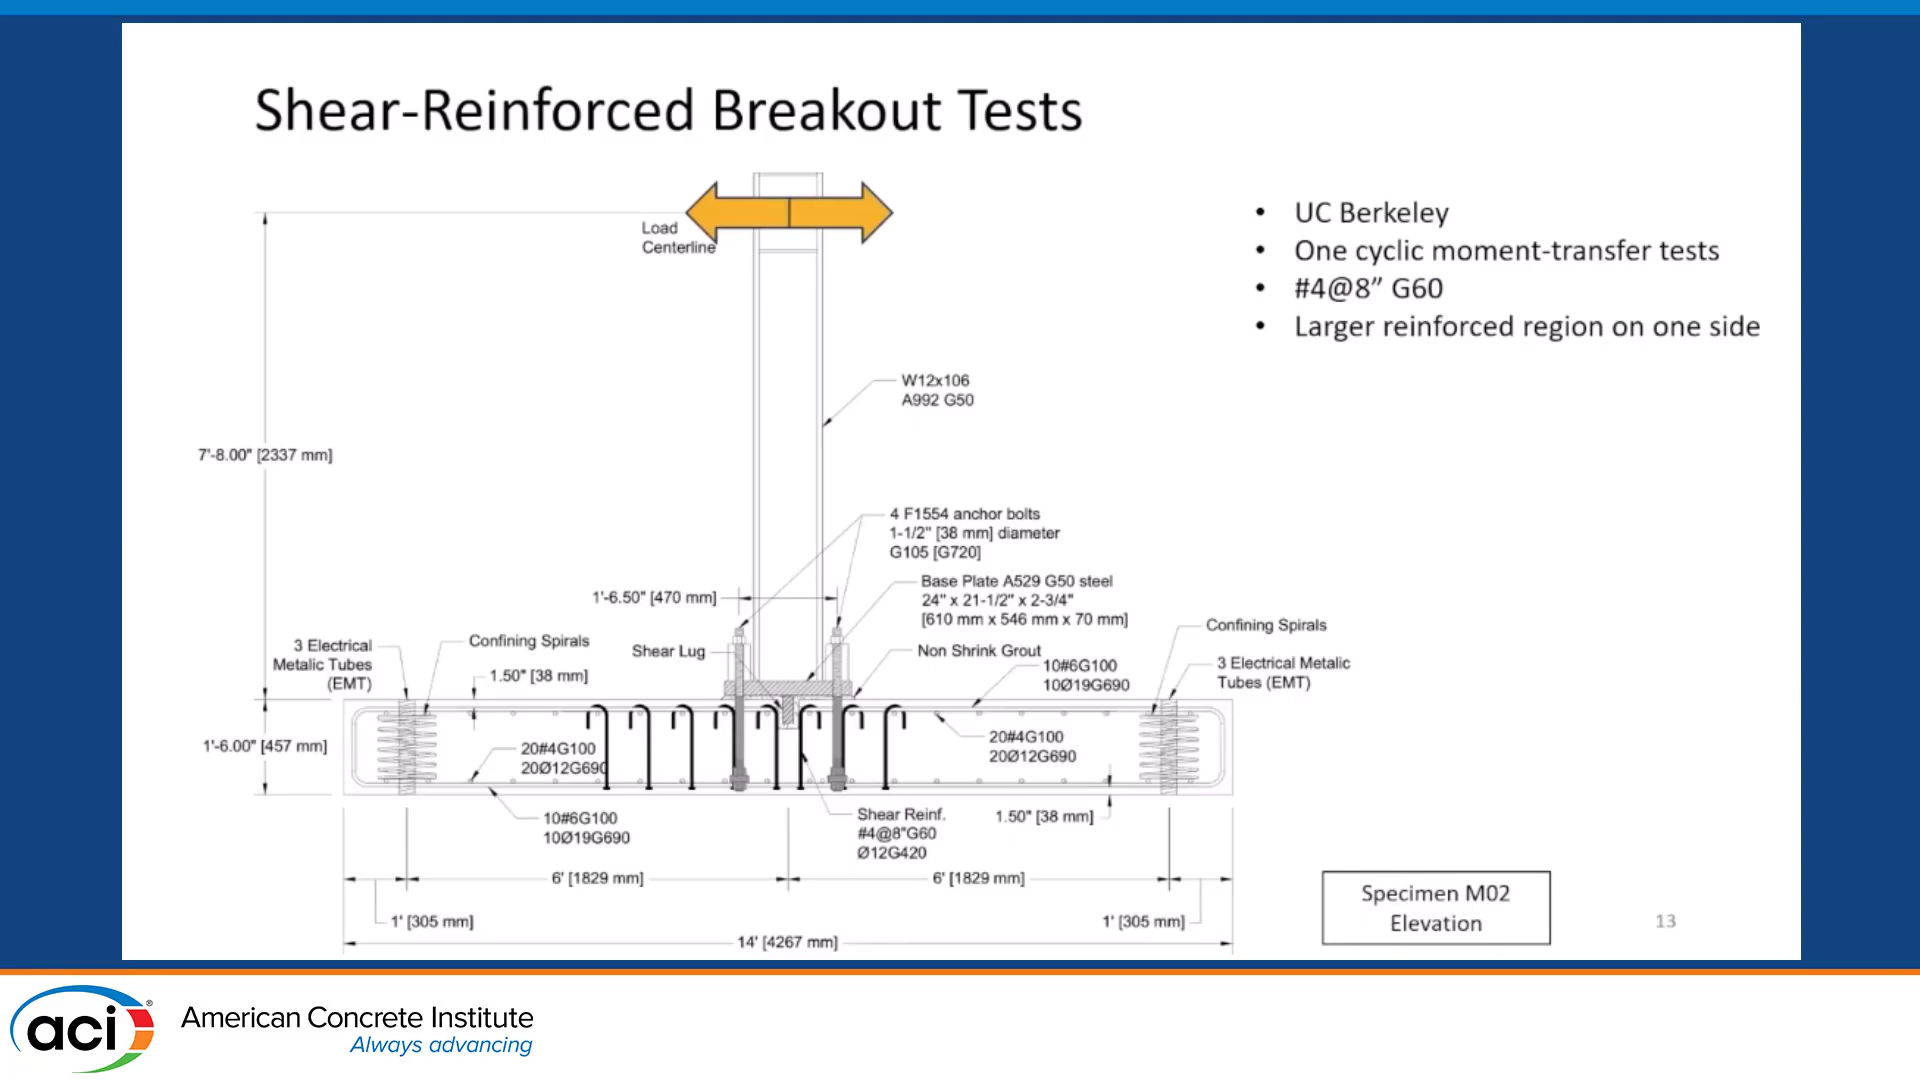 Shear-Reinforced Breakout Tests
Load
Centerline
• UC Berkeley
• One cyclic moment-transfer tests
• #4@8” G60
• Larger reinforced region on one side
W12x106
A992 G50
7'-8.00" [2337 mm]
4 F1554 anchor bolts
1-1/2" [38 mm] diameter
G105 [G720]
Base Plate A529 G50 steel
24" x 21-1/2" x 2-3/4"
[610 mm x 546 mm x 70 mm]
1'-6.50" [470 mm]
3 Electrical
Metalic Tubes
(EMT)
Confining Spirals
1.50" [38 mm]
Shear Lug
Non Shrink Grout
10#6G100
10Ø19G690
Confining Spirals
3 Electrical Metalic
Tubes (EMT)
1'-6.00" [457 mm]
20#4G100
20Ø12G690
20#4G100
20Ø12G690
10#6G100
10Ø19G690
Shear Reinf.
#4@8"G60
Ø12G420
1.50" [38 mm]
6' [1829 mm]
6' [1829 mm]
1' [305 mm]
1' [305 mm]
14' [4267 mm]
Specimen M02
Elevation
13
aci®
American Concrete Institute
Always advancing